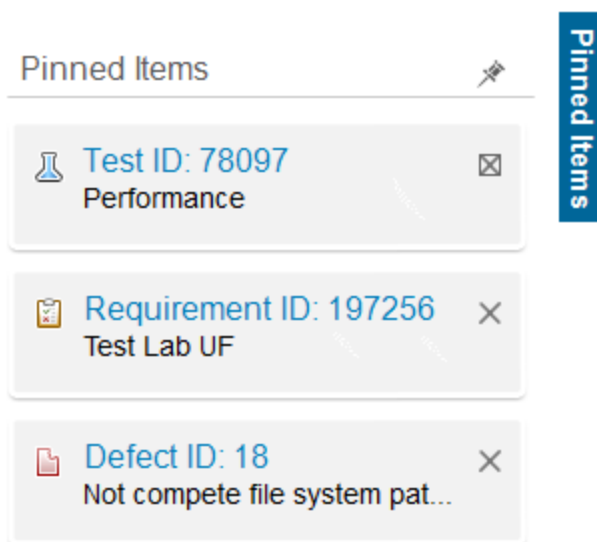 Pinned Items
Test ID: 78097
Performance
Requirement ID: 197256
Test Lab UF
Defect ID: 18
Not compete file system pat...
Pinned Items